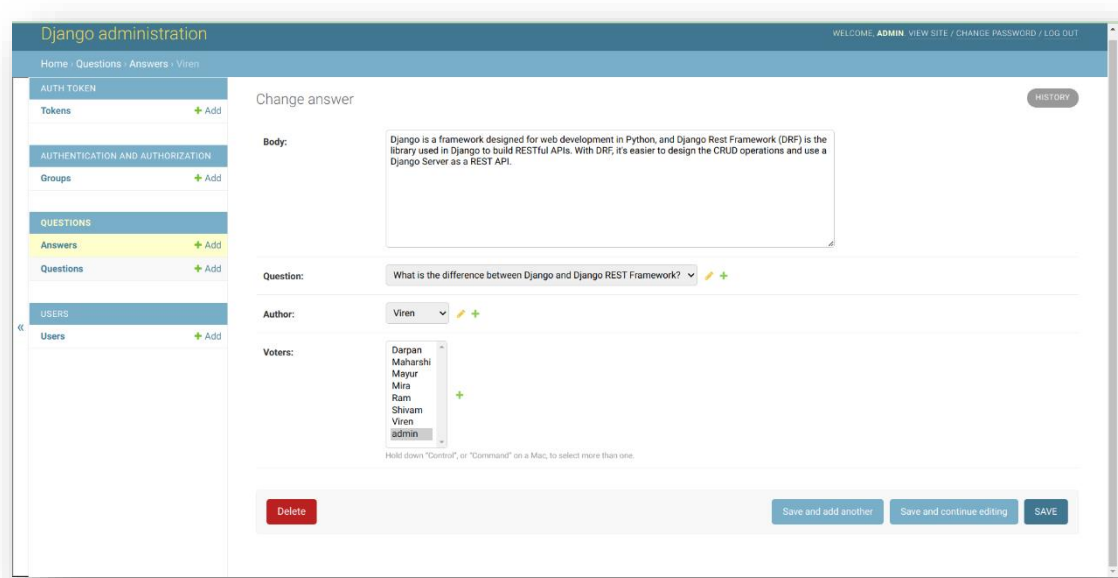 Django administration
WELCOME, ADMIN. VIEW SITE / CHANGE PASSWORD / LOG OUT
Home › Questions › Answers › Viren
AUTH TOKEN
Tokens + Add
AUTHENTICATION AND AUTHORIZATION
Groups + Add
QUESTIONS
Answers + Add
Questions + Add
USERS
Users + Add
«
Change answer
HISTORY
Body:
Django is a framework designed for web development in Python, and Django Rest Framework (DRF) is the
library used in Django to build RESTful APIs. With DRF, it's easier to design the CRUD operations and use a
Django Server as a REST API.
Question:
What is the difference between Django and Django REST Framework?
Author:
Viren
Voters:
Darpan
Maharshi
Mayur
Mira
Ram
Shivam
Viren
admin
Hold down "Control", or "Command" on a Mac, to select more than one.
Delete
Save and add another
Save and continue editing
SAVE